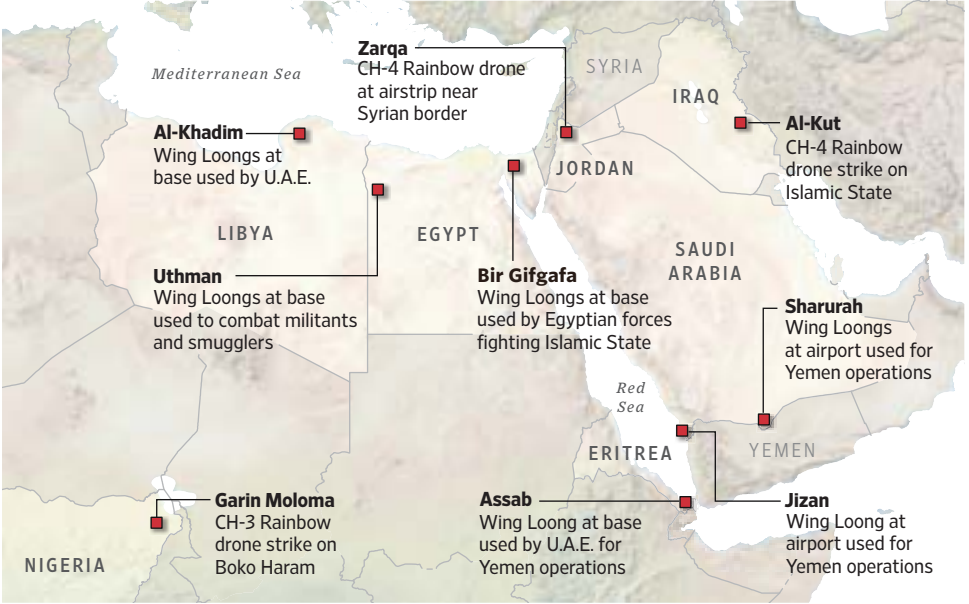 Mediterranean Sea
Zarqa
CH-4 Rainbow drone
at airstrip near
Syrian border
SYRIA
IRAQ
Al-Khadim
Wing Loongs at
base used by U.A.E.
Al-Kut
CH-4 Rainbow
drone strike on
Islamic State
JORDAN
LIBYA
EGYPT
SAUDI
ARABIA
Uthman
Wing Loongs at base
used to combat militants
and smugglers
Bir Gifgafa
Wing Loongs at base
used by Egyptian forces
fighting Islamic State
Sharurah
Wing Loongs
at airport used for
Yemen operations
Red
Sea
ERITREA
YEMEN
Garin Moloma
CH-3 Rainbow
drone strike on
Boko Haram
NIGERIA
Assab
Wing Loong at base
used by U.A.E. for
Yemen operations
Jizan
Wing Loong at
airport used for
Yemen operations